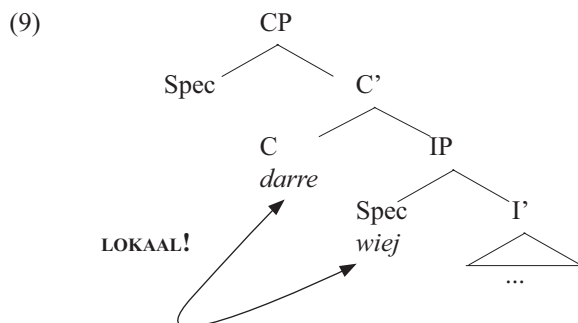 (9) CP
Spec C’
C IP
darre
Spec I’
LOKAAL! wiej
...